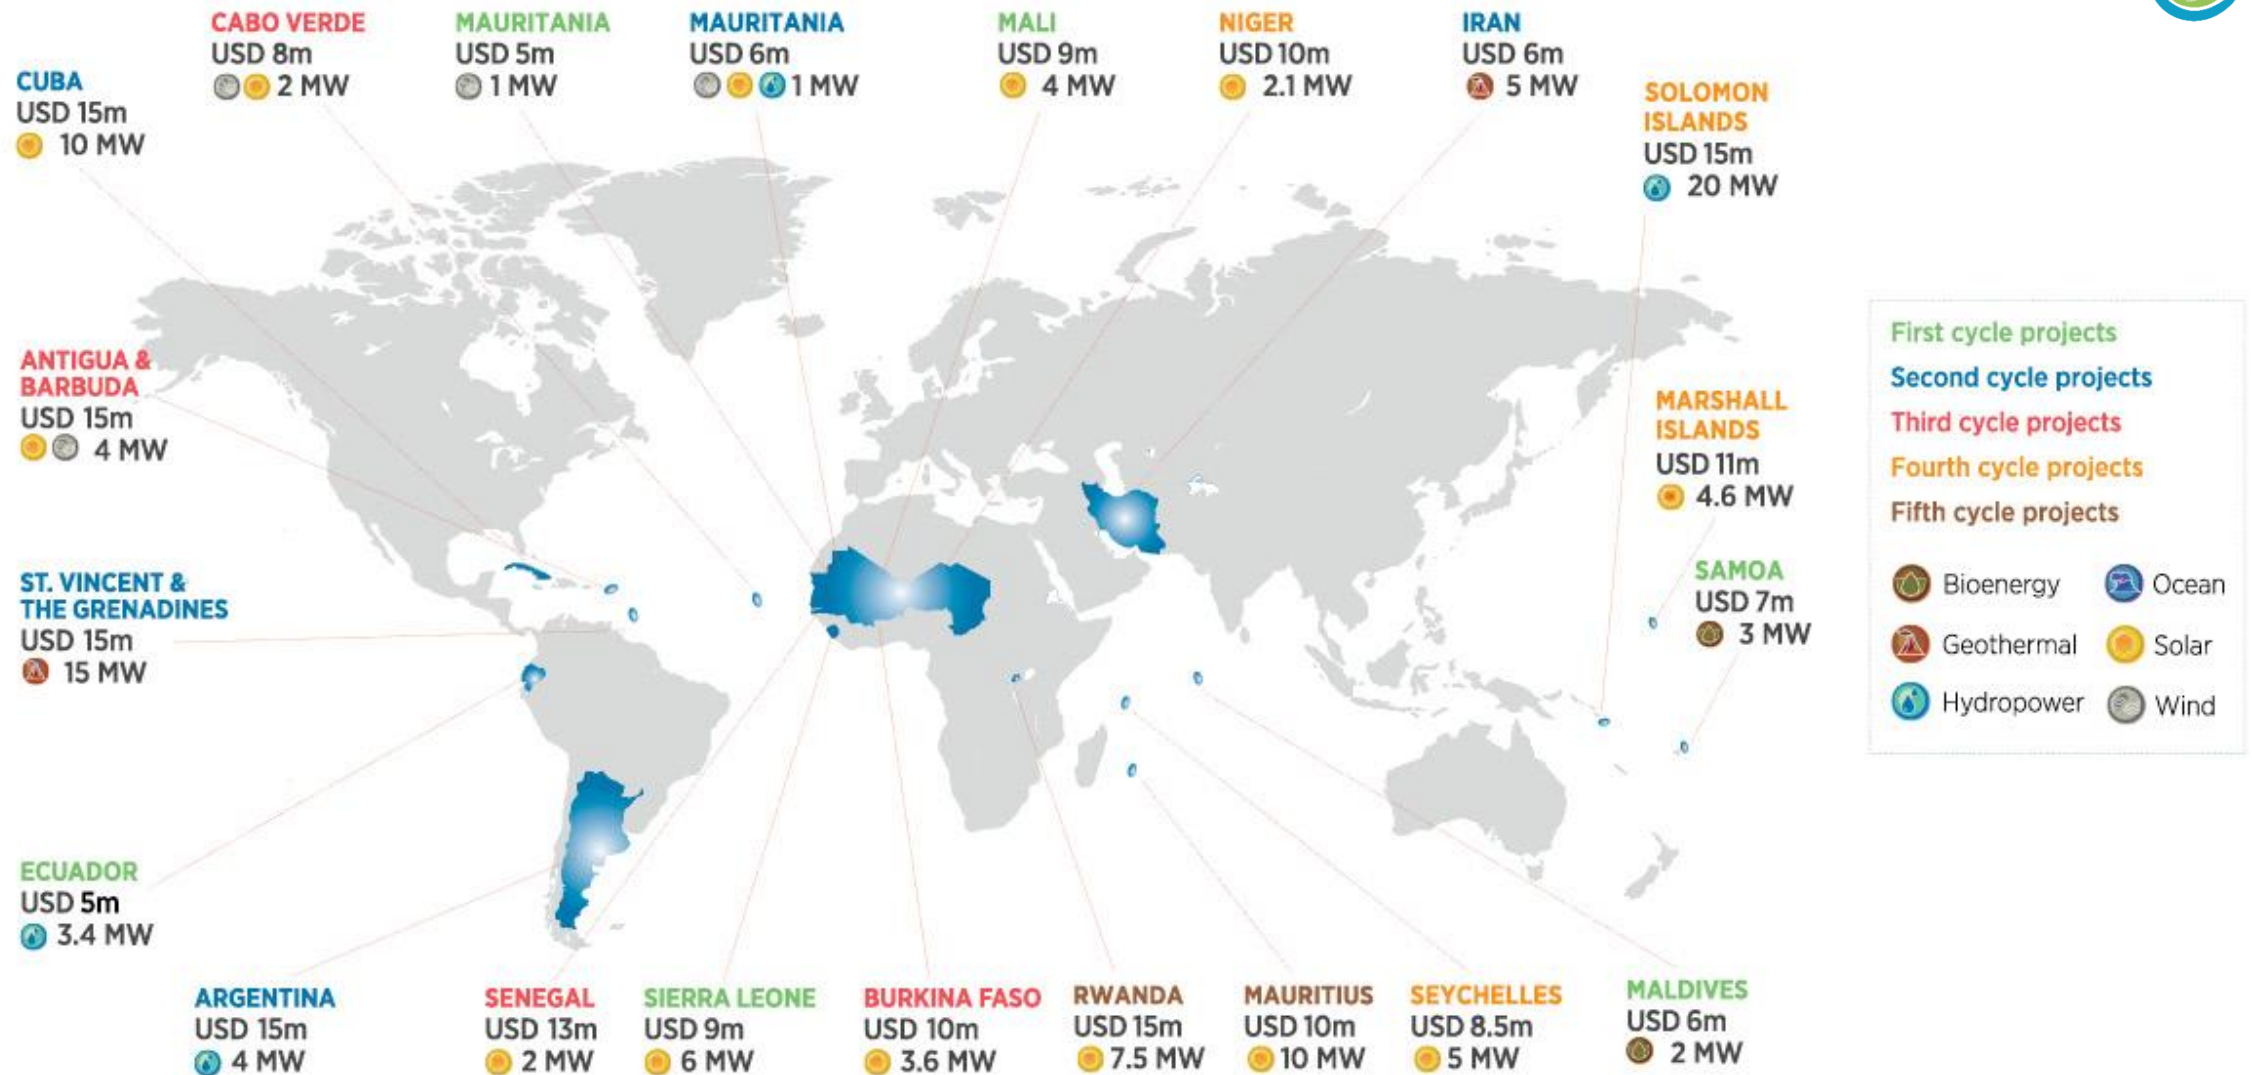 CABO VERDE
USD 8m
2 MW
MAURITANIA
USD 5m
1 MW
MAURITANIA
USD 6m
1 MW
MALI
USD 9m
4 MW
NIGER
USD 10m
2.1 MW
IRAN
USD 6m
5 MW
CUBA
USD 15m
10 MW
SOLOMON
ISLANDS
USD 15m
20 MW
ANTIGUA &
BARBUDA
USD 15m
4 MW
MARSHALL
ISLANDS
USD 11m
4.6 MW
ST. VINCENT &
THE GRENADINES
USD 15m
15 MW
SAMOA
USD 7m
3 MW
ECUADOR
USD 5m
3.4 MW
ARGENTINA
USD 15m
4 MW
SENEGAL
USD 13m
2 MW
SIERRA LEONE
USD 9m
6 MW
BURKINA FASO
USD 10m
3.6 MW
RWANDA
USD 15m
7.5 MW
MAURITIUS
USD 10m
10 MW
SEYCHELLES
USD 8.5m
5 MW
MALDIVES
USD 6m
2 MW
First cycle projects
Second cycle projects
Third cycle projects
Fourth cycle projects
Fifth cycle projects
Bioenergy
Ocean
Geothermal
Solar
Hydropower
Wind